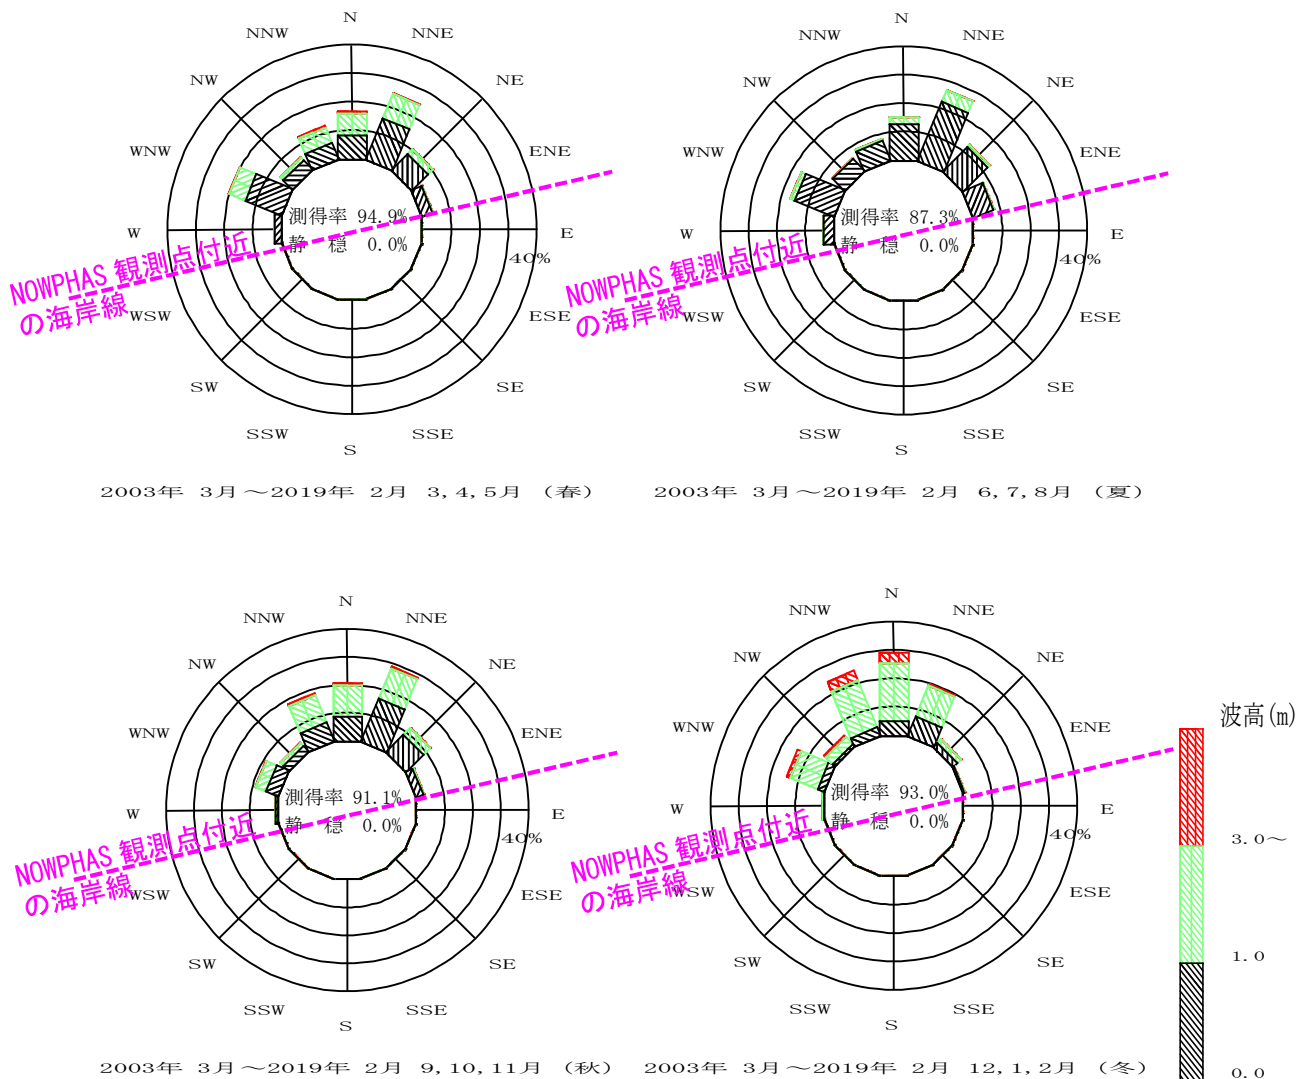 N
NNW
NNE
NW
NE
WNW
ENE
測得率 94.9%
静 穏 0.0%
W
E
40%
NOWPHAS 観測点付近
の海岸線
WSW
ESE
SW
SE
SSW
SSE
S
2003年 3月～2019年 2月 3,4,5月 (春)
N
NNW
NNE
NW
NE
WNW
ENE
測得率 87.3%
静 穏 0.0%
W
E
40%
NOWPHAS 観測点付近
の海岸線
WSW
ESE
SW
SE
SSW
SSE
S
2003年 3月～2019年 2月 6,7,8月 (夏)
N
NNW
NNE
NW
NE
WNW
ENE
測得率 91.1%
静 穏 0.0%
W
E
40%
NOWPHAS 観測点付近
の海岸線
WSW
ESE
SW
SE
SSW
SSE
S
2003年 3月～2019年 2月 9,10,11月 (秋)
N
NNW
NNE
NW
NE
WNW
ENE
測得率 93.0%
静 穏 0.0%
W
E
40%
NOWPHAS 観測点付近
の海岸線
WSW
ESE
SW
SE
SSW
SSE
S
2003年 3月～2019年 2月 12,1,2月 (冬)
波高(m)
3.0～
1.0
0.0